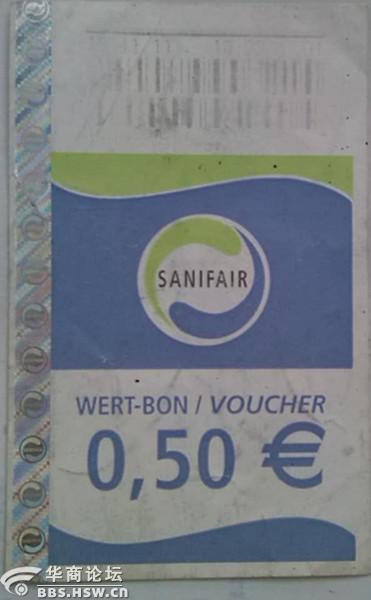 SANIFAIR
WERT-BON / VOUCHER
0,50 €
华商论坛
BBS.HSW.CN